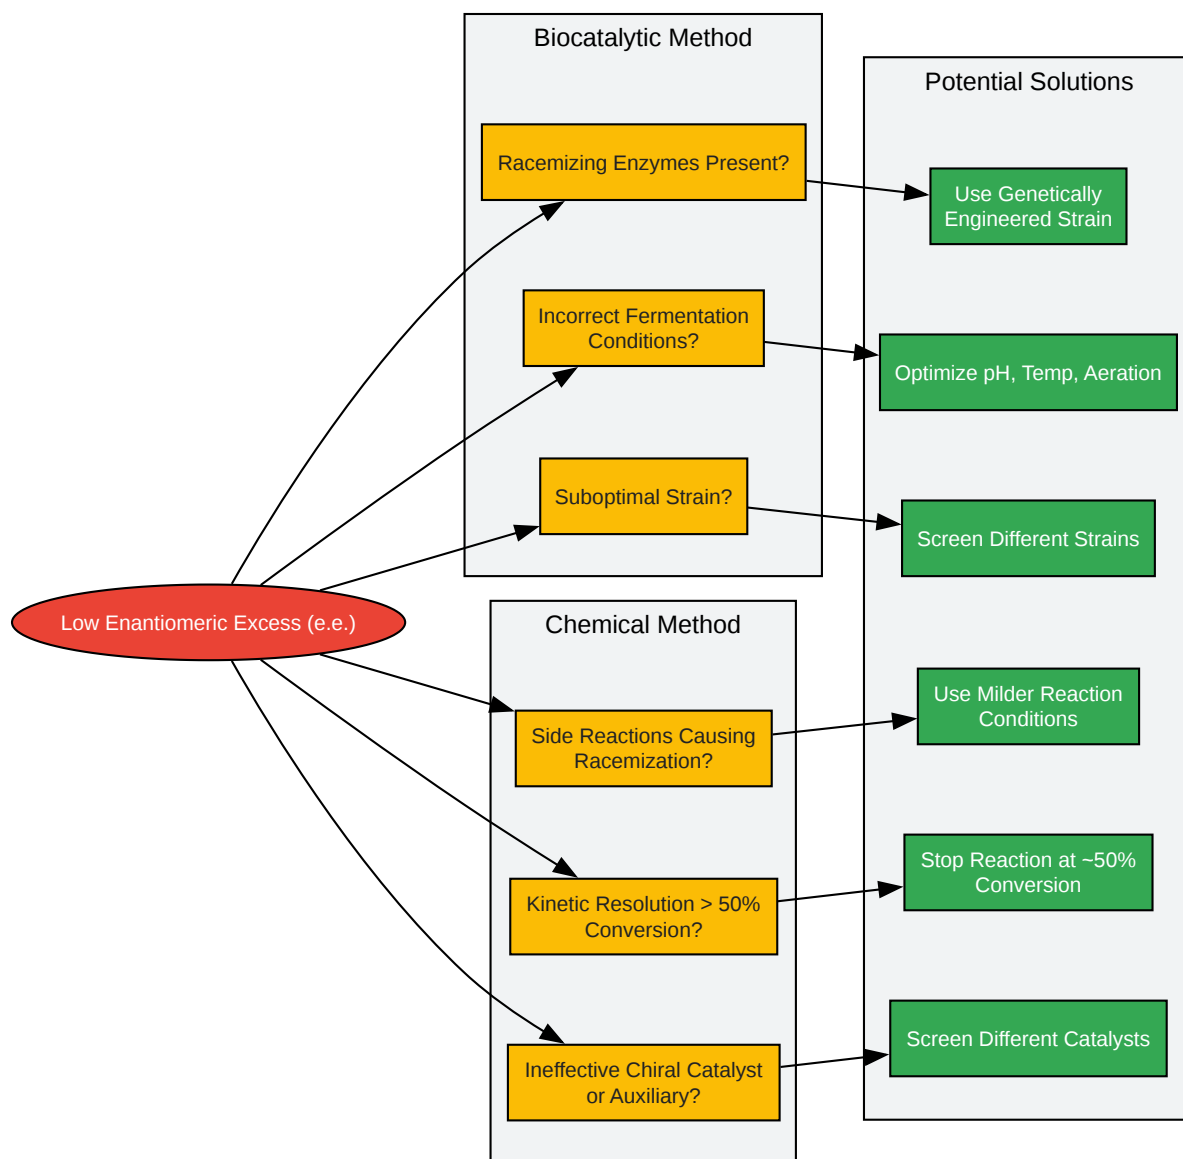 Biocatalytic Method
Racemizing Enzymes Present?
Incorrect Fermentation
Conditions?
Suboptimal Strain?
Low Enantiomeric Excess (e.e.)
Chemical Method
Side Reactions Causing
Racemization?
Kinetic Resolution > 50%
Conversion?
Ineffective Chiral Catalyst
or Auxiliary?
Potential Solutions
Use Genetically
Engineered Strain
Optimize pH, Temp, Aeration
Screen Different Strains
Use Milder Reaction
Conditions
Stop Reaction at ~50%
Conversion
Screen Different Catalysts